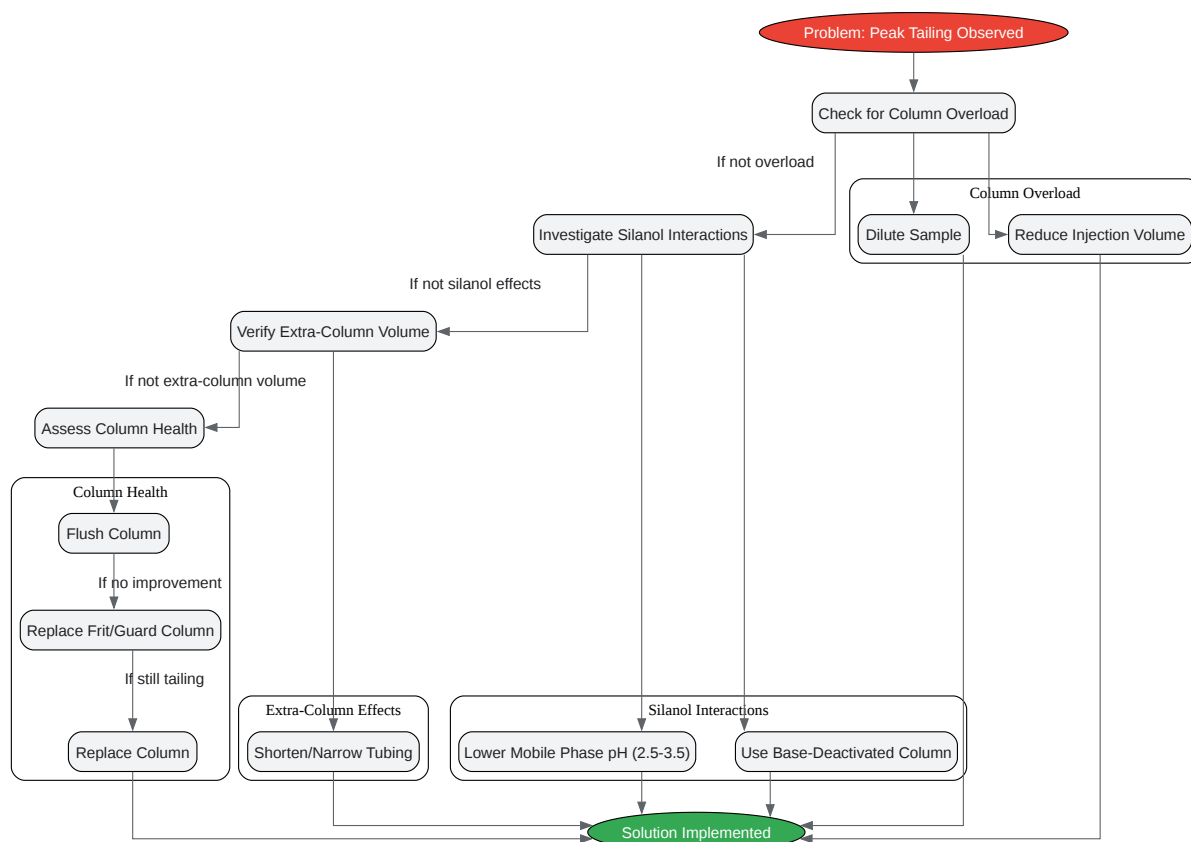 Problem: Peak Tailing Observed
Check for Column Overload
If not overload
Column Overload
Investigate Silanol Interactions
Dilute Sample
Reduce Injection Volume
If not silanol effects
Verify Extra-Column Volume
If not extra-column volume
Assess Column Health
Column Health
Flush Column
If no improvement
Replace Frit/Guard Column
If still tailing
Extra-Column Effects
Silanol Interactions
Replace Column
Shorten/Narrow Tubing
Lower Mobile Phase pH (2.5-3.5)
Use Base-Deactivated Column
Solution Implemented